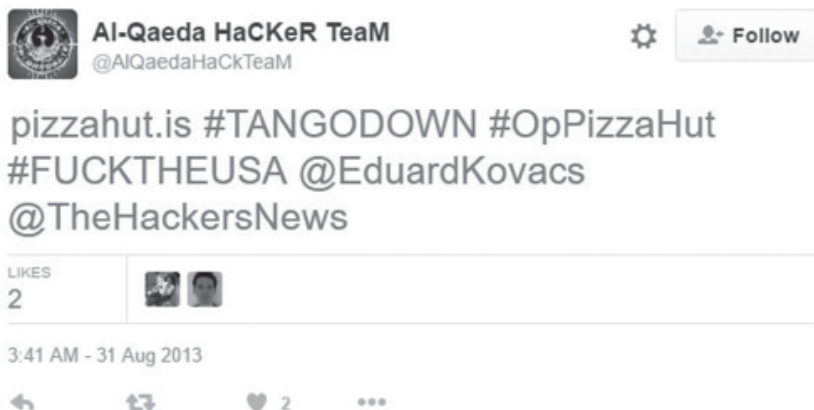 Al-Qaeda HaCKeR TeaM
@AlQaedaHaCkTeaM
Follow
pizzahut.is #TANGODOWN #OpPizzaHut
#FUCKTHEUSA @EduardKovacs
@TheHackersNews
LIKES
2
3:41 AM - 31 Aug 2013
2